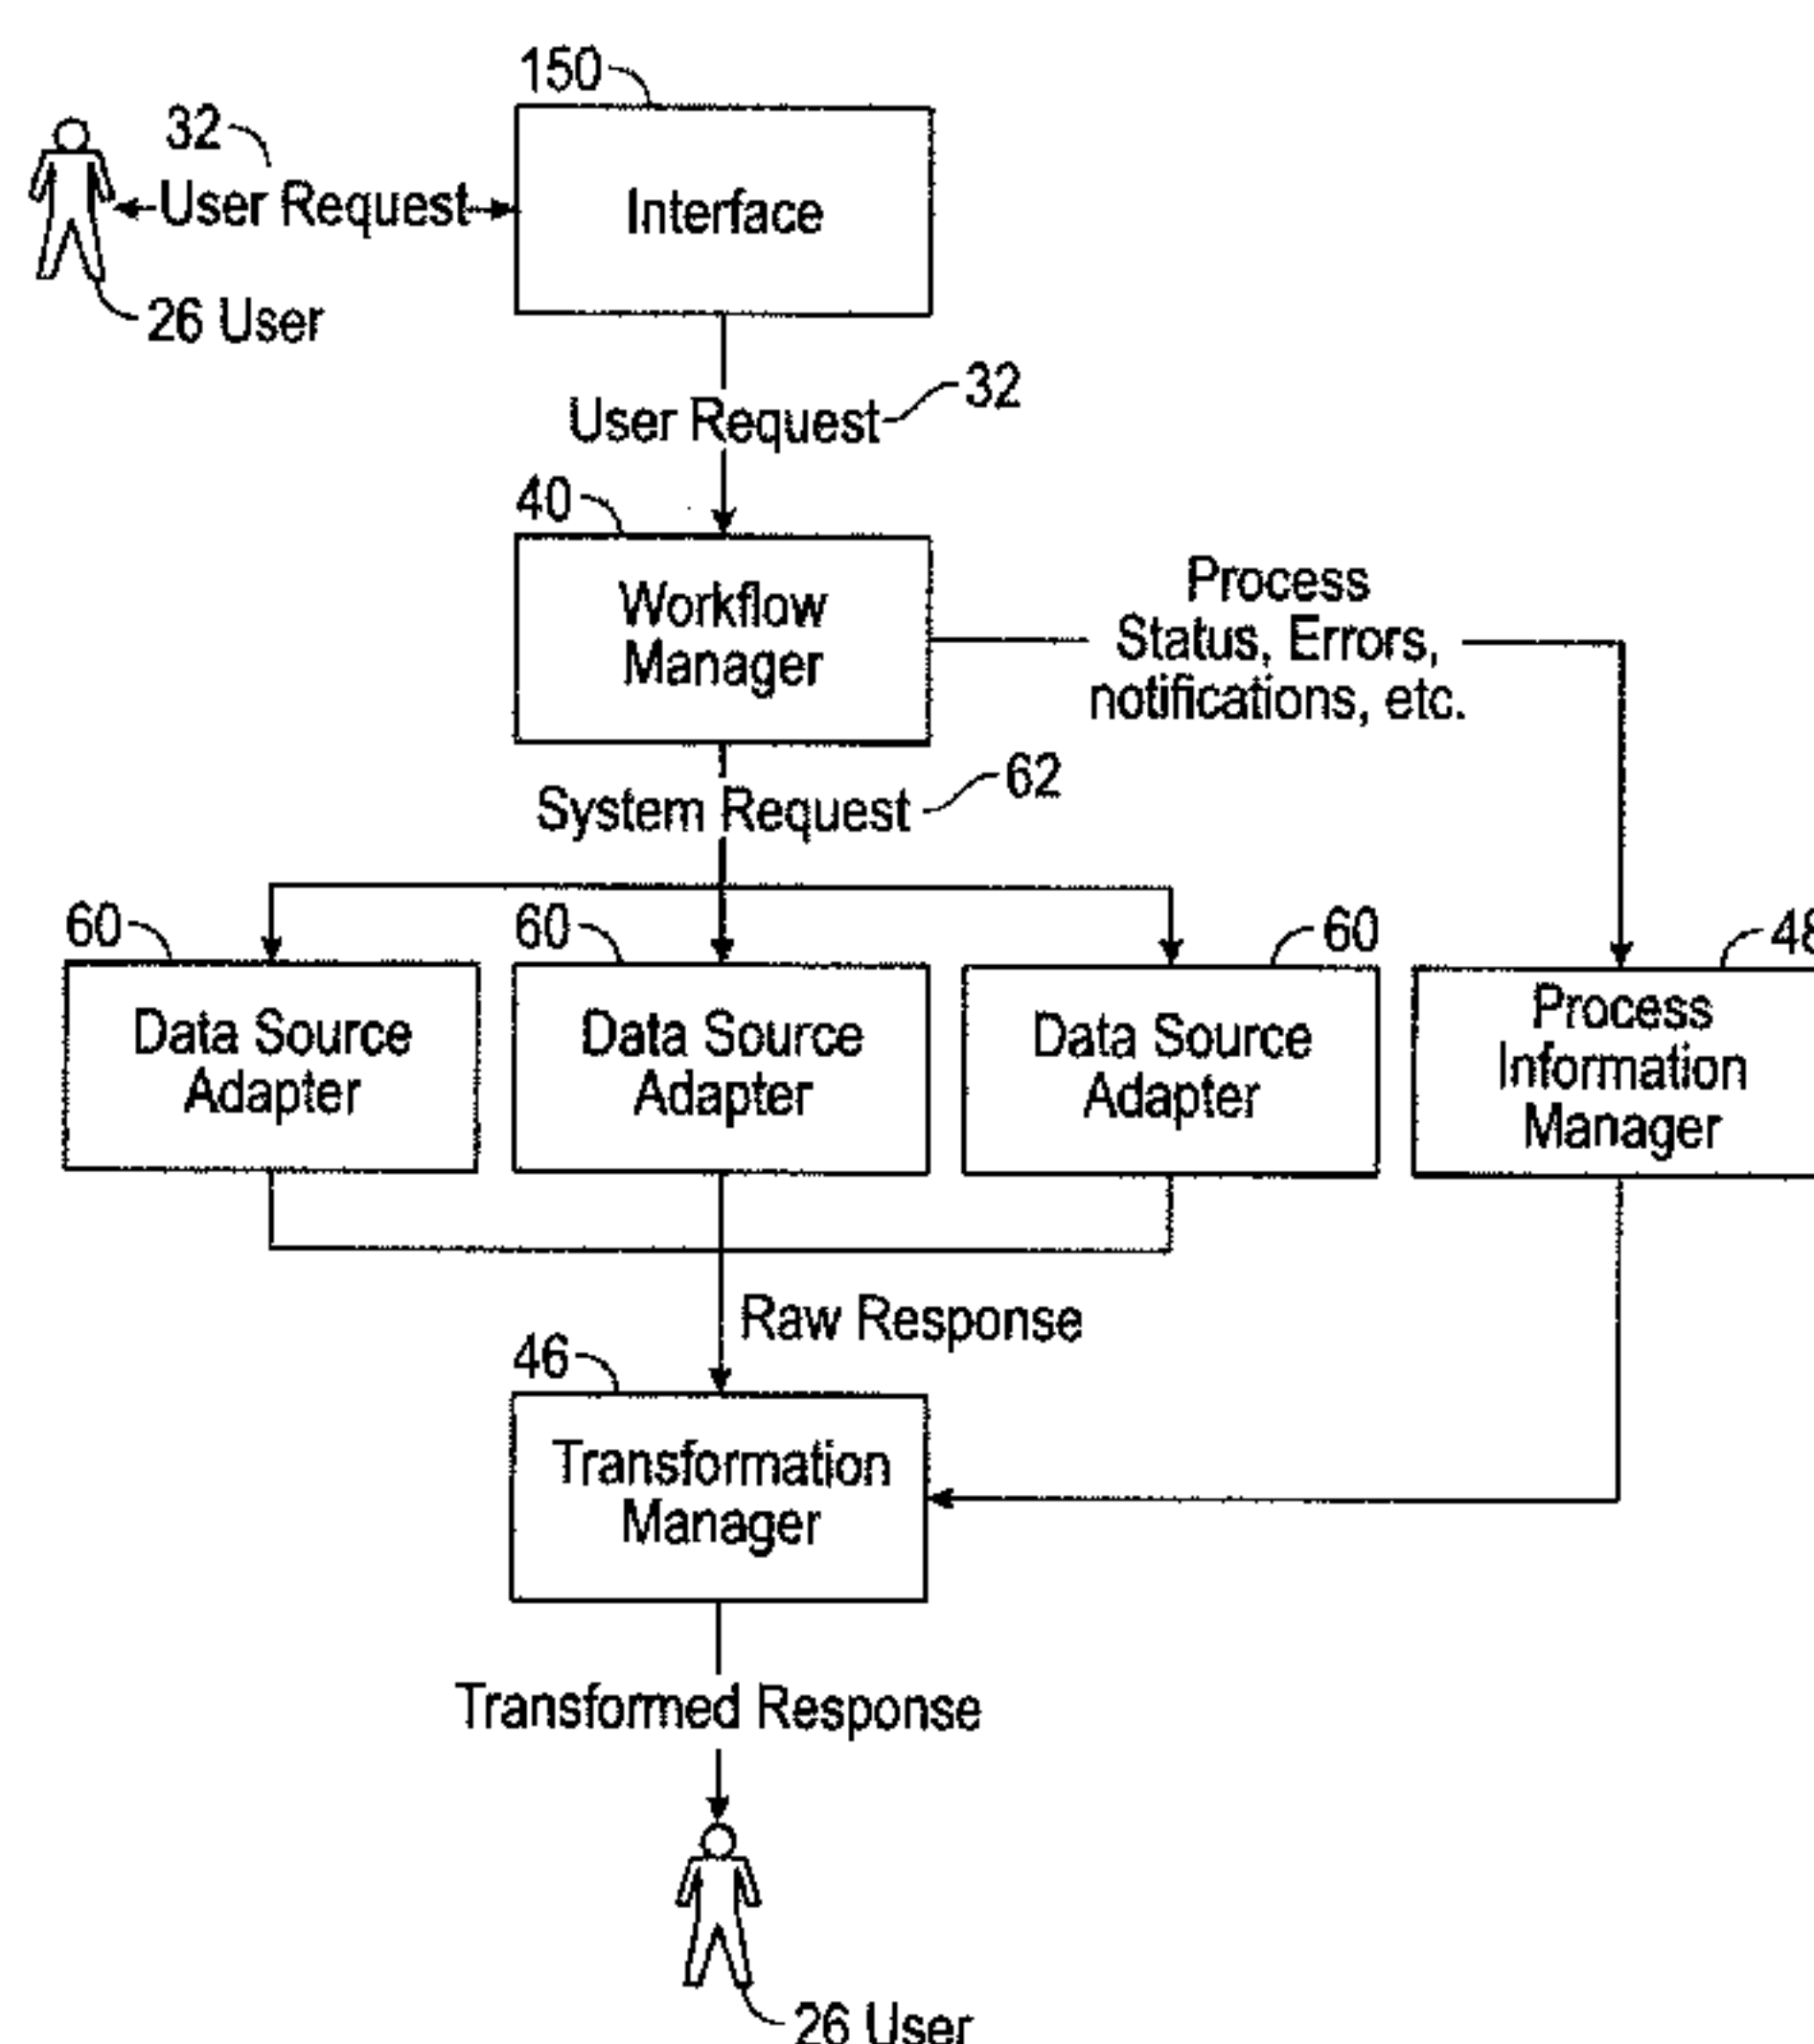 150
32
User Request
Interface
26 User
32
User Request
40
Workflow
Manager
Process
Status, Errors,
notifications, etc.
62
System Request
60
60
60
48
Data Source
Adapter
Data Source
Adapter
Data Source
Adapter
Process
Information
Manager
Raw Response
46
Transformation
Manager
Transformed Response
26 User